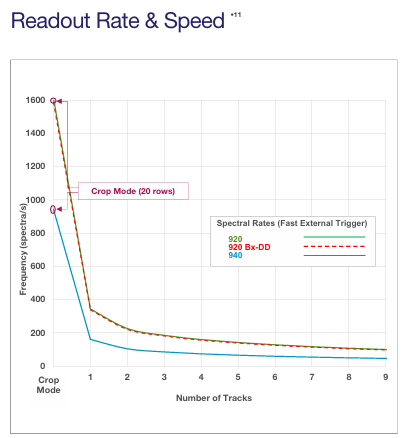 Readout Rate & Speed •11
1600
1400
1200
1000
800
600
400
200
0
Frequency (spectra/s)
Crop Mode (20 rows)
Spectral Rates (Fast External Trigger)
920
920 Bx-DD
940
Crop
Mode
1 2 3 4 5 6 7 8 9
Number of Tracks